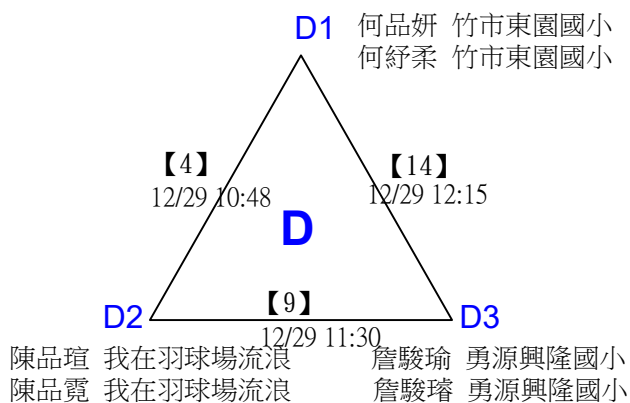 D1
何品妍 竹市東園國小
何紓柔 竹市東園國小
【4】
12/29 10:48
【14】
12/29 12:15
D
【9】
12/29 11:30
D2
D3
陳品瑄 我在羽球場流浪
陳品霓 我在羽球場流浪
詹駿瑜 勇源興隆國小
詹駿璿 勇源興隆國小